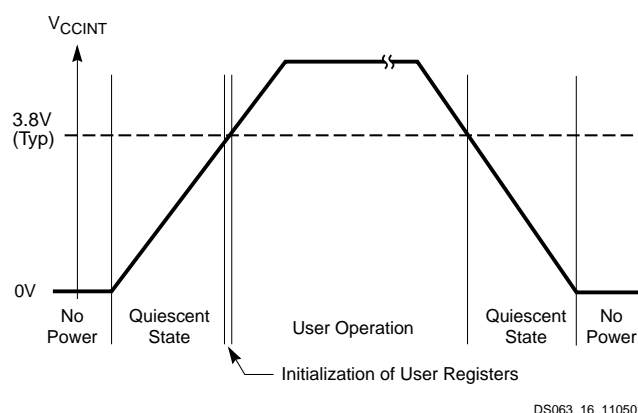 VCCINT
3.8V
(Typ)
0V
No
Power
Quiescent
State
User Operation
Quiescent
State
No
Power
Initialization of User Registers
DS063_16_11050